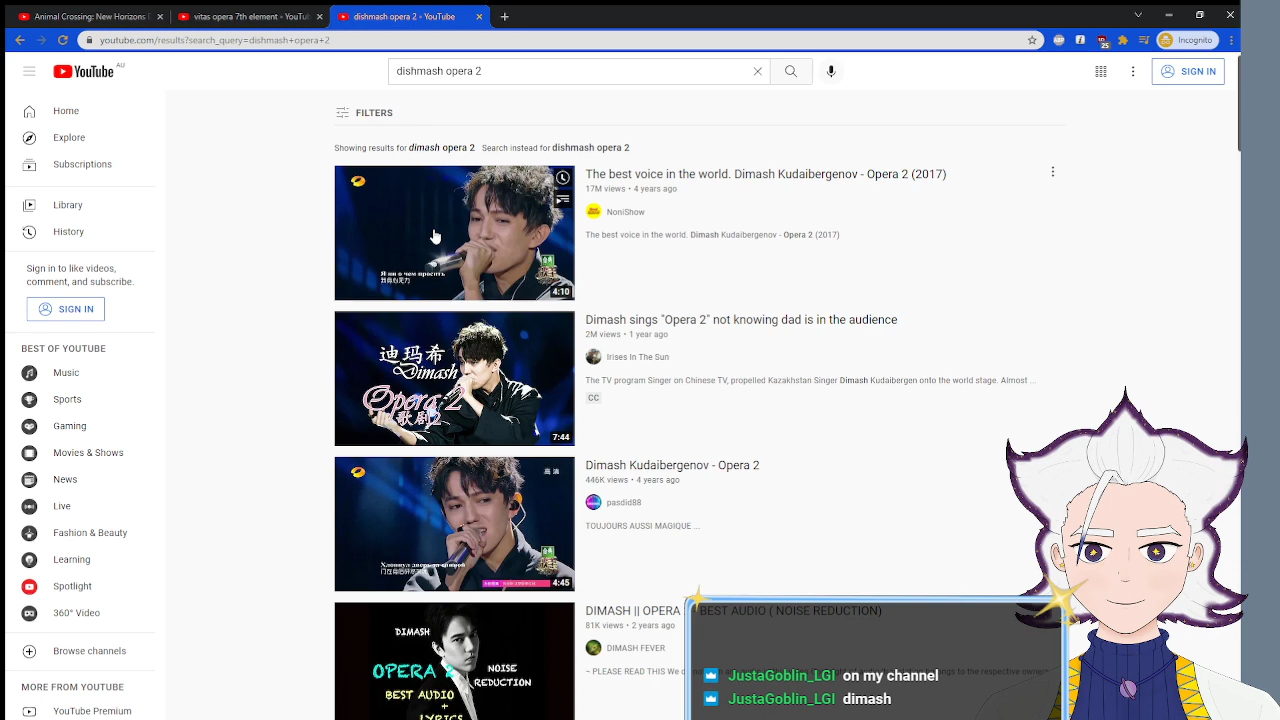 Animal Crossing: New Horizons
vitas opera 7th element - YouTu
dishmash opera 2 - YouTube
youtube.com/results?search_query=dishmash+opera+2
25
Incognito
YouTube
AU
dishmash opera 2
SIGN IN
Home
Explore
Subscriptions
Library
History
Sign in to like videos,
comment, and subscribe.
SIGN IN
BEST OF YOUTUBE
Music
Sports
Gaming
Movies & Shows
News
Live
Fashion & Beauty
Learning
Spotlight
360° Video
Browse channels
MORE FROM YOUTUBE
YouTube Premium
FILTERS
Showing results for dimash opera 2 Search instead for dishmash opera 2
4:10
The best voice in the world. Dimash Kudaibergenov - Opera 2 (2017)
17M views • 4 years ago
NoniShow
The best voice in the world. Dimash Kudaibergenov - Opera 2 (2017)
迪玛希
Dimash
Opera 2
7:44
Dimash sings "Opera 2" not knowing dad is in the audience
2M views • 1 year ago
Irises In The Sun
The TV program Singer on Chinese TV, propelled Kazakhstan Singer Dimash Kudaibergen onto the world stage. Almost ...
CC
高清
4:45
Dimash Kudaibergenov - Opera 2
446K views • 4 years ago
pasdid88
TOUJOURS AUSSI MAGIQUE ...
DIMASH
OPERA 2
NOISE
REDUCTION
BEST AUDIO
+
LYRICS
DIMASH || OPERA BEST AUDIO ( NOISE REDUCTION)
81K views • 2 years ago
DIMASH FEVER
~ PLEASE READ THIS We
JustaGoblin_LGI on my channel
JustaGoblin_LGI dimash